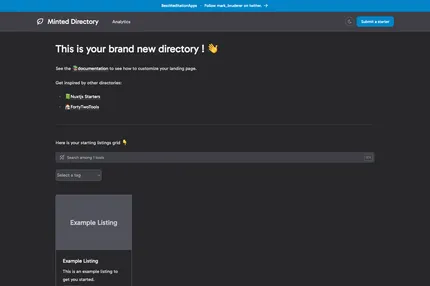 Follow mark_bruderer on twitter.
Minted Directory
Analytics
Submit a starter
This is your brand new directory ! 👋
See the documentation to see how to customize your landing page.
Get inspired by other directories:
Nuxtjs Starters
FortyTwoTools
Here is your starting listings grid 👇
Search among 1 tools
Select a tag
Example Listing
Example Listing
This is an example listing to
get you started.